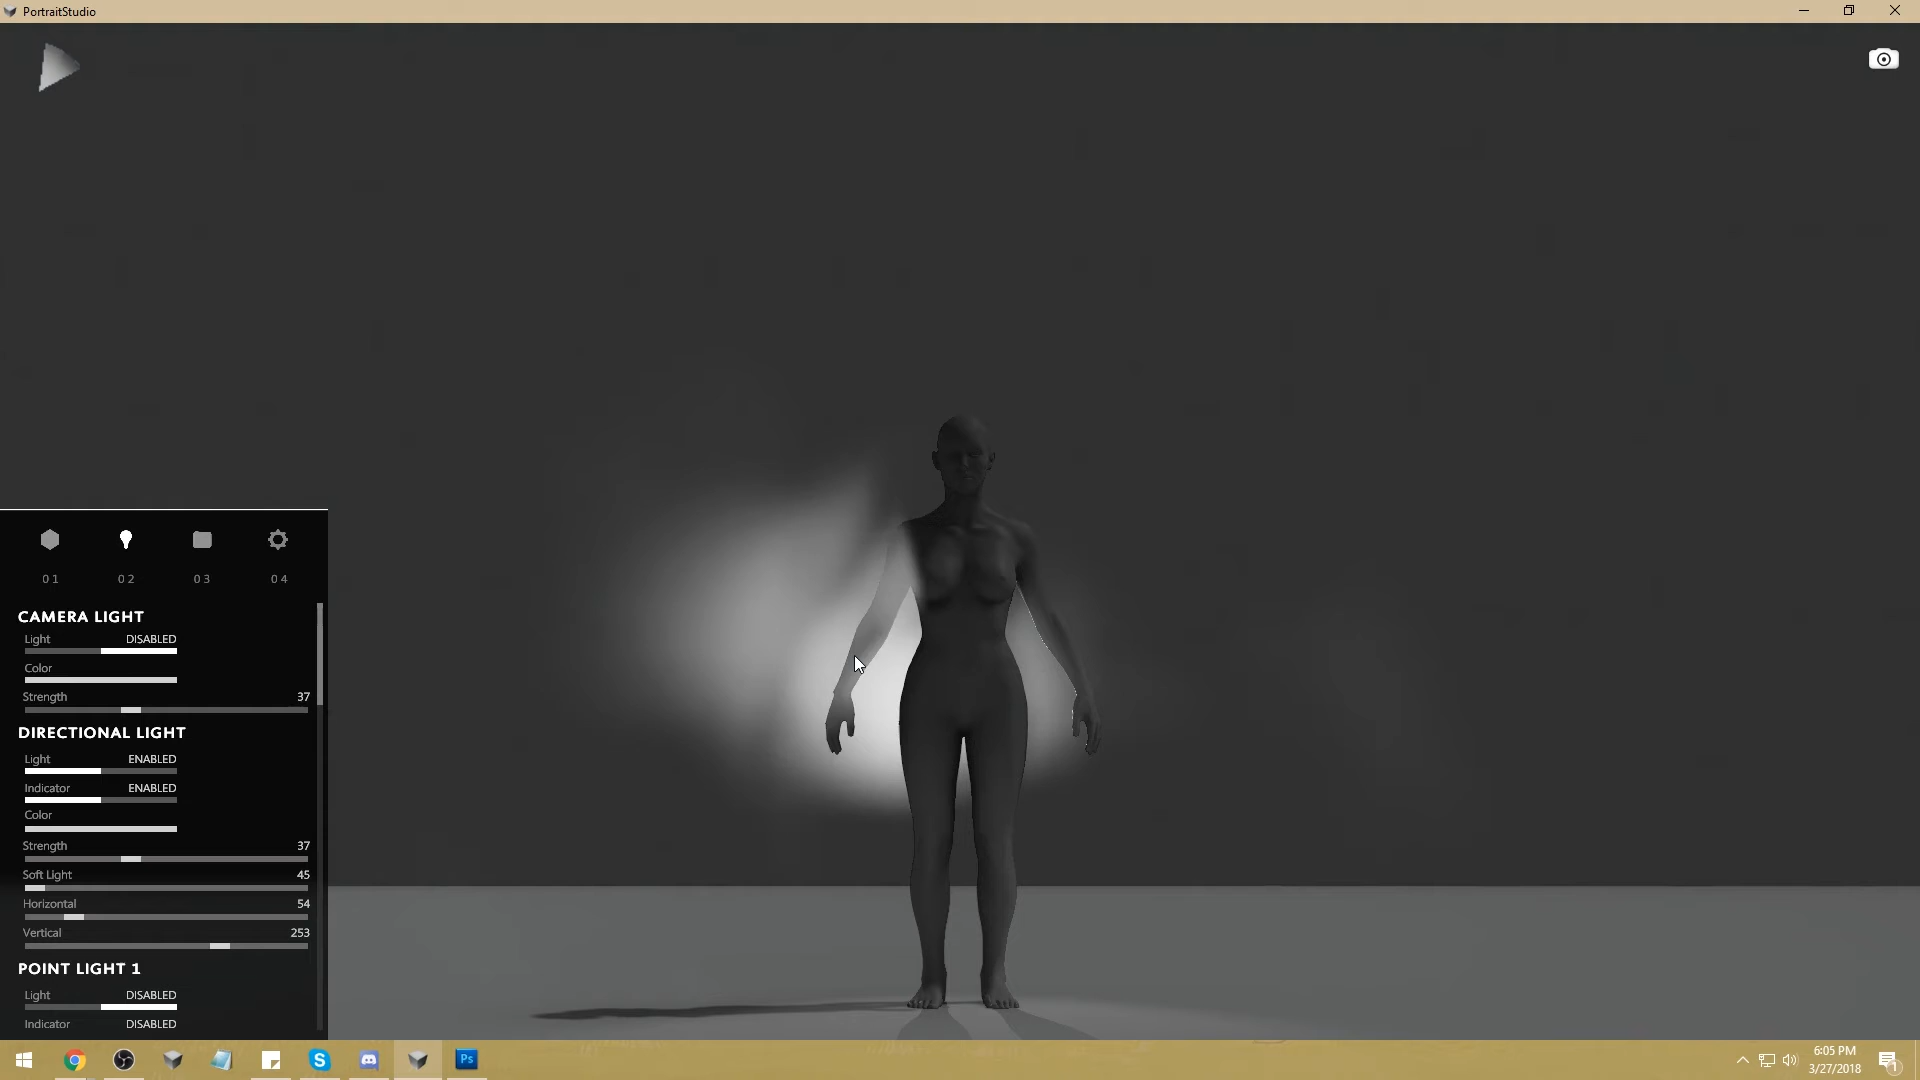 PortraitStudio
01 02 03 04
CAMERA LIGHT
Light DISABLED
Color
Strength 37
DIRECTIONAL LIGHT
Light ENABLED
Indicator ENABLED
Color
Strength 37
Soft Light 45
Horizontal 54
Vertical 253
POINT LIGHT 1
Light DISABLED
Indicator DISABLED
S
Ps
6:05 PM
3/27/2018
1